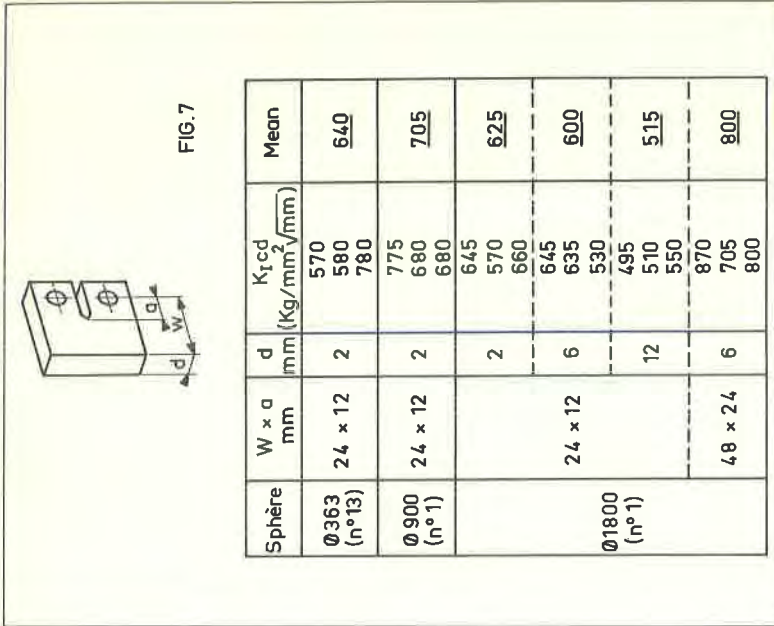 FIG. 7
d
W
a
Sphère | W × a mm | d mm | K_I cd (Kg/mm² √mm) | Mean
Ø363 (n°13) | 24 × 12 | 2 | 570 580 780 | 640
Ø900 (n°1) | 24 × 12 | 2 | 775 680 680 | 705
Ø1800 (n°1) | 24 × 12 | 2 | 645 570 660 | 625
6 | 645 635 530 | 600
12 | 495 510 550 | 515
48 × 24 | 6 | 870 705 800 | 800